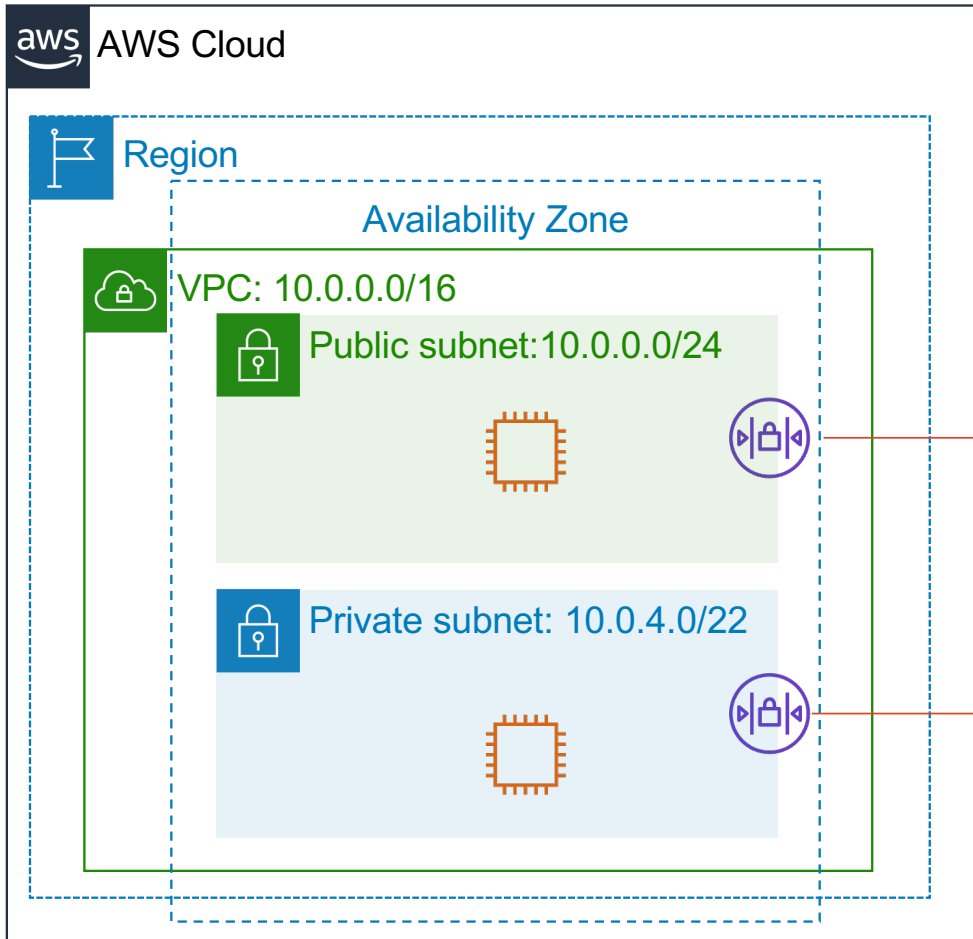 aws AWS Cloud
Region
Availability Zone
VPC: 10.0.0.0/16
Public subnet:10.0.0.0/24
Private subnet: 10.0.4.0/22